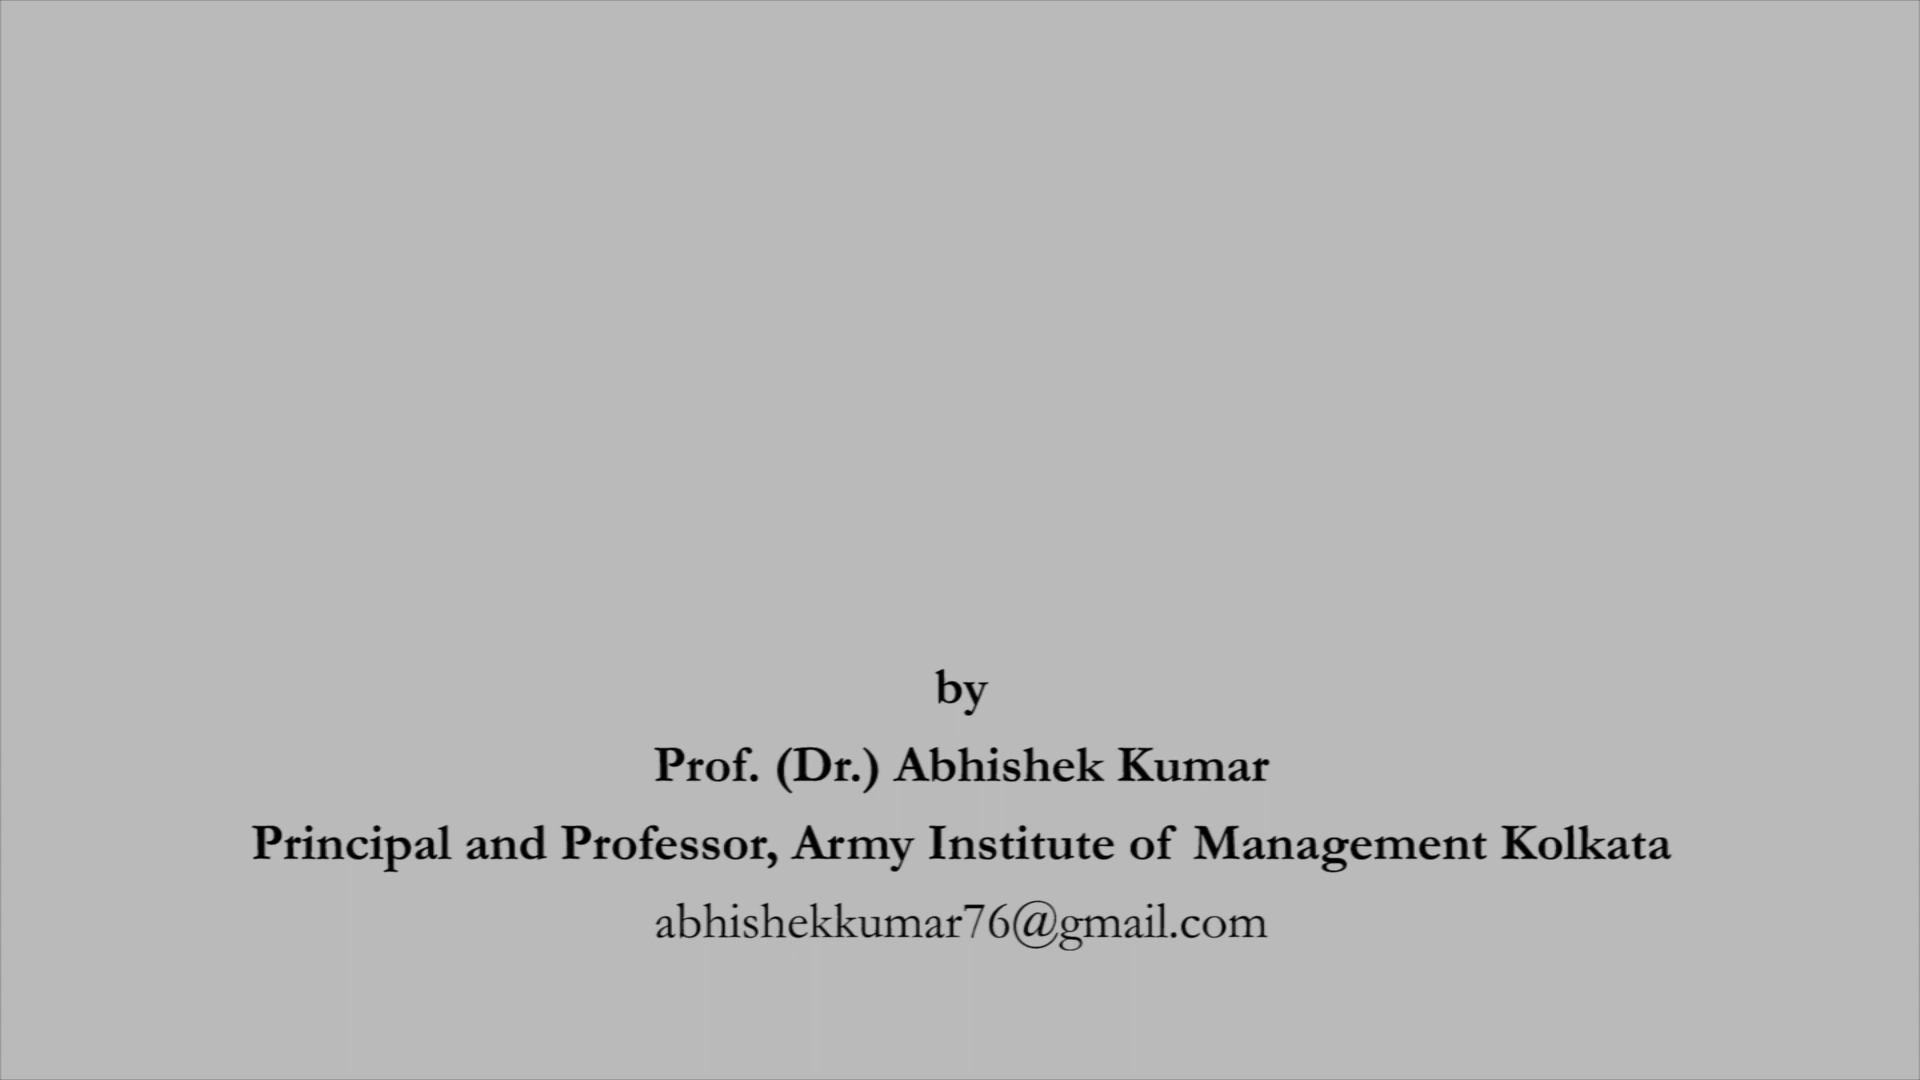 by
Prof. (Dr.) Abhishek Kumar
Principal and Professor, Army Institute of Management Kolkata
abhishekkumar76@gmail.com